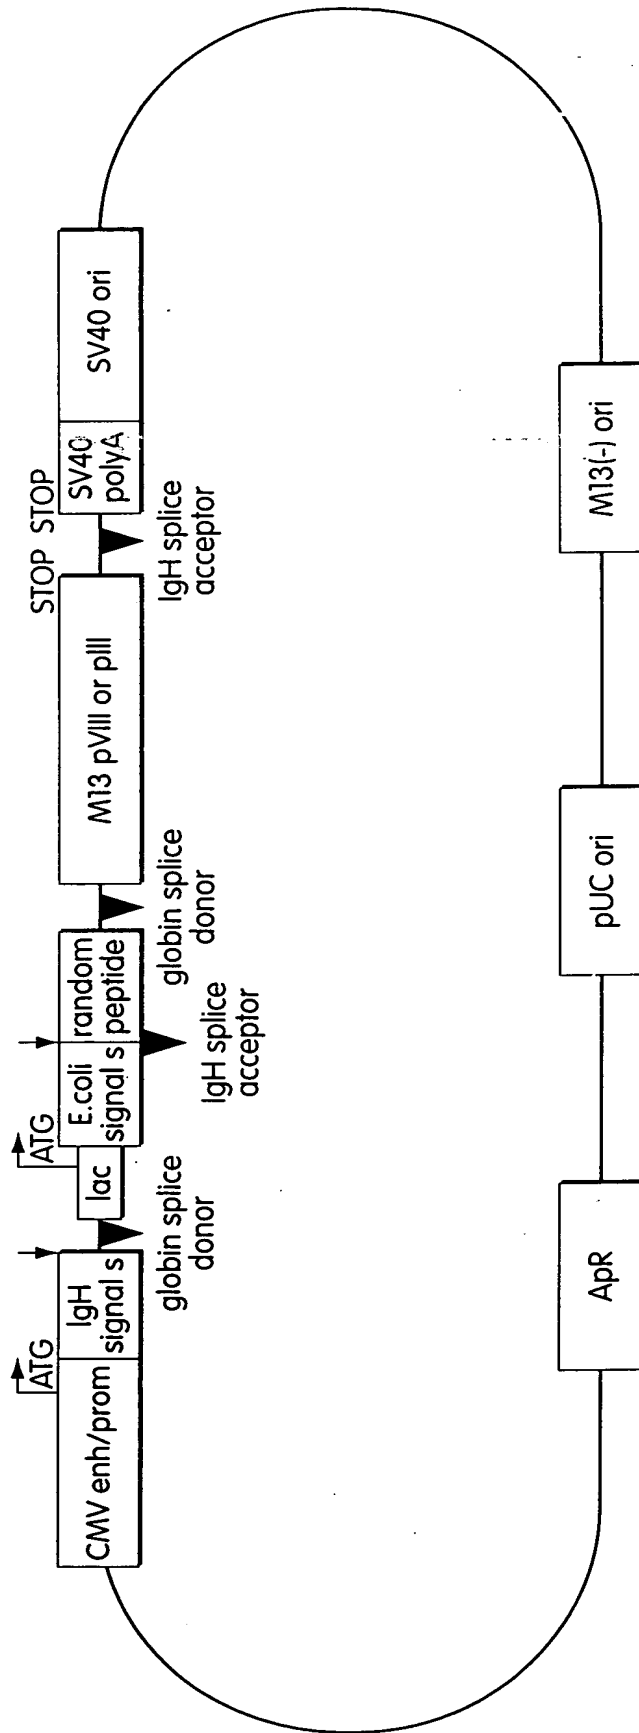 ATG
CMV enh/prom
IgH
signal s
globin splice
donor
ATG
lac
E.coli
signal s
random
peptide
IgH splice
acceptor
globin splice
donor
M13 pVIII or pIII
STOP
STOP
IgH splice
acceptor
SV40
polyA
SV40 ori
ApR
pUC ori
M13(-) ori